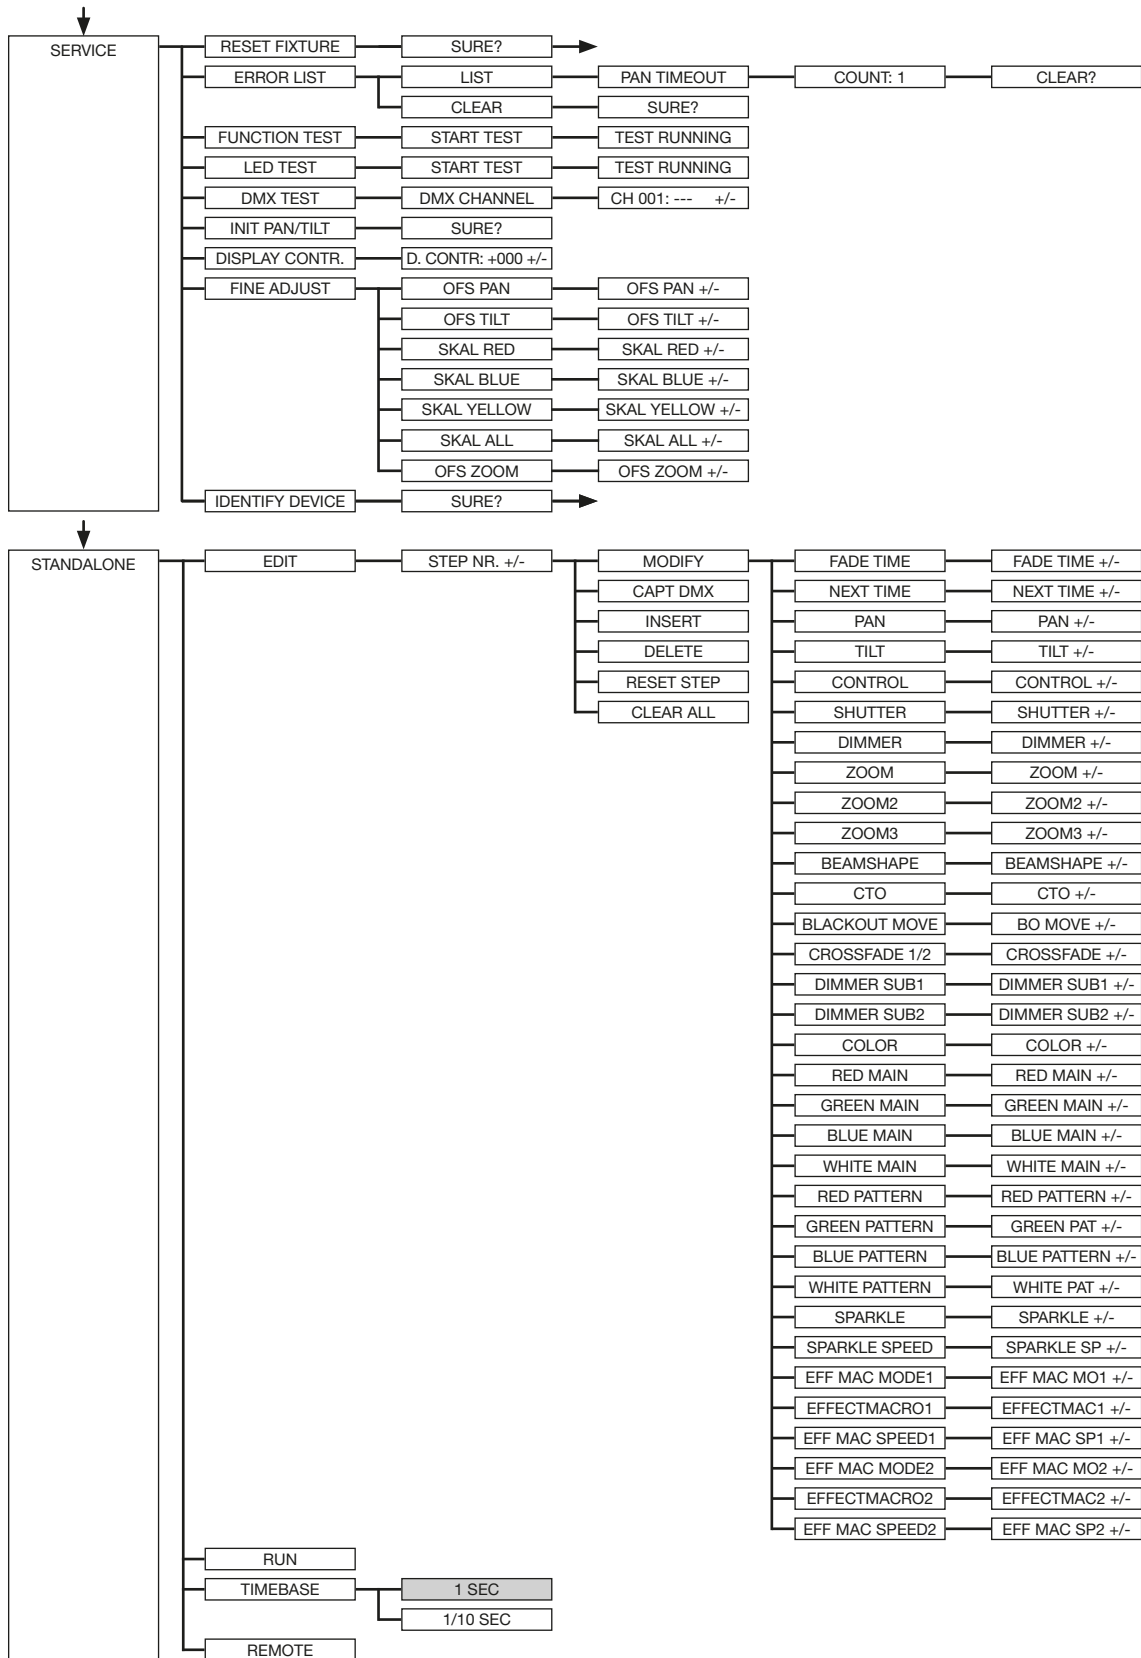 SERVICE RESET FIXTURE SURE?
ERROR LIST LIST PAN TIMEOUT COUNT: 1 CLEAR?
CLEAR SURE?
FUNCTION TEST START TEST TEST RUNNING
LED TEST START TEST TEST RUNNING
DMX TEST DMX CHANNEL CH 001: --- +/-
INIT PAN/TILT SURE?
DISPLAY CONTR. D. CONTR: +000 +/-
FINE ADJUST OFS PAN OFS PAN +/-
OFS TILT OFS TILT +/-
SKAL RED SKAL RED +/-
SKAL BLUE SKAL BLUE +/-
SKAL YELLOW SKAL YELLOW +/-
SKAL ALL SKAL ALL +/-
OFS ZOOM OFS ZOOM +/-
IDENTIFY DEVICE SURE?
STANDALONE EDIT STEP NR. +/- MODIFY FADE TIME FADE TIME +/-
CAPT DMX NEXT TIME NEXT TIME +/-
INSERT PAN PAN +/-
DELETE TILT TILT +/-
RESET STEP CONTROL CONTROL +/-
CLEAR ALL SHUTTER SHUTTER +/-
DIMMER DIMMER +/-
ZOOM ZOOM +/-
ZOOM2 ZOOM2 +/-
ZOOM3 ZOOM3 +/-
BEAMSHAPE BEAMSHAPE +/-
CTO CTO +/-
BLACKOUT MOVE BO MOVE +/-
CROSSFADE 1/2 CROSSFADE +/-
DIMMER SUB1 DIMMER SUB1 +/-
DIMMER SUB2 DIMMER SUB2 +/-
COLOR COLOR +/-
RED MAIN RED MAIN +/-
GREEN MAIN GREEN MAIN +/-
BLUE MAIN BLUE MAIN +/-
WHITE MAIN WHITE MAIN +/-
RED PATTERN RED PATTERN +/-
GREEN PATTERN GREEN PAT +/-
BLUE PATTERN BLUE PATTERN +/-
WHITE PATTERN WHITE PAT +/-
SPARKLE SPARKLE +/-
SPARKLE SPEED SPARKLE SP +/-
EFF MAC MODE1 EFF MAC MO1 +/-
EFFECTMACRO1 EFFECTMAC1 +/-
EFF MAC SPEED1 EFF MAC SP1 +/-
EFF MAC MODE2 EFF MAC MO2 +/-
EFFECTMACRO2 EFFECTMAC2 +/-
EFF MAC SPEED2 EFF MAC SP2 +/-
RUN
TIMEBASE 1 SEC
1/10 SEC
REMOTE